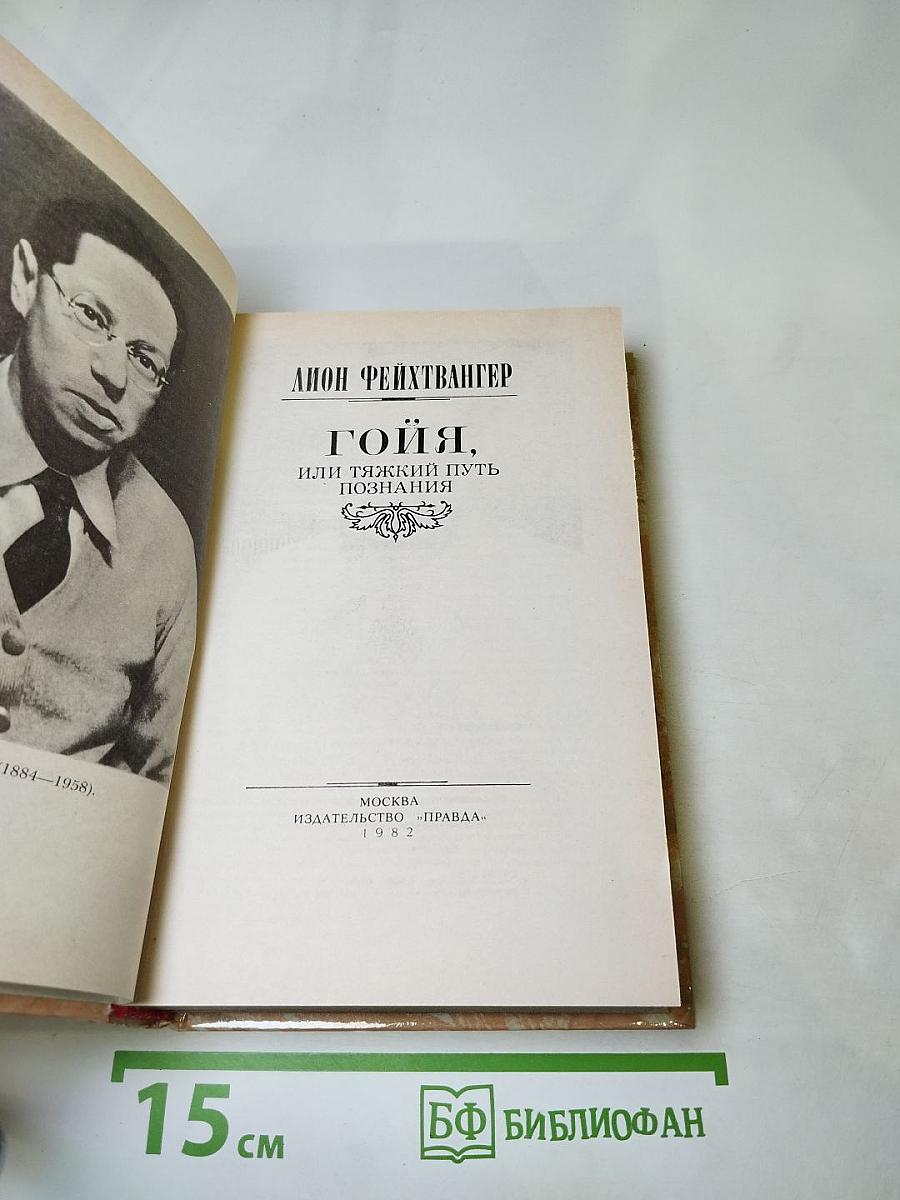 (1884—1958).
ЛИОН ФЕЙХТВАНГЕР
ГОЙЯ,
ИЛИ ТЯЖКИЙ ПУТЬ
ПОЗНАНИЯ
МОСКВА
ИЗДАТЕЛЬСТВО »ПРАВДА«
1982
15 см
БФ БИБЛИОФАН